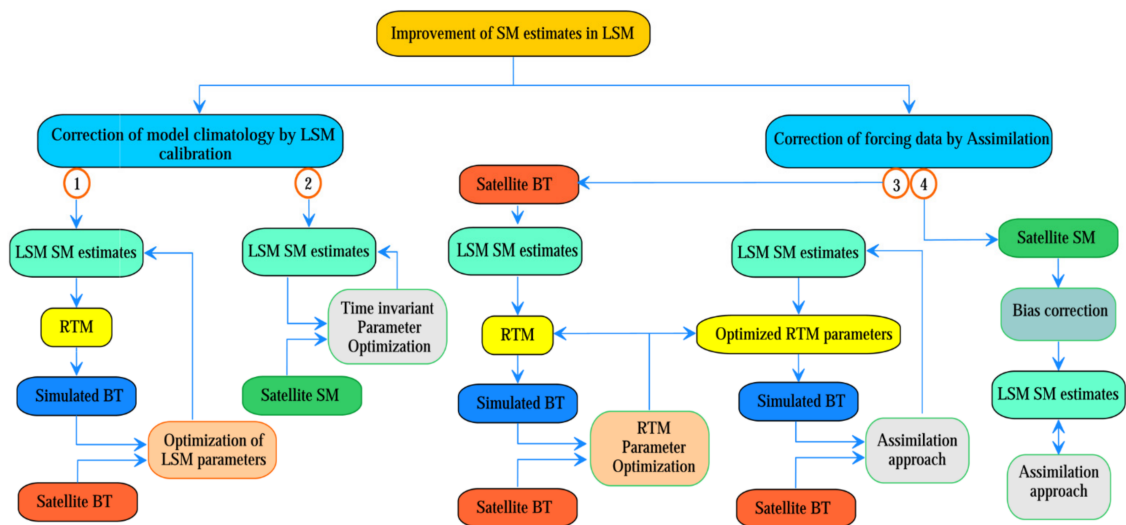 Improvement of SM estimates in LSM
Correction of model climatology by LSM
calibration
Correction of forcing data by Assimilation
1
2
3
4
Satellite BT
LSM SM estimates
RTM
Simulated BT
Optimization of
LSM parameters
Satellite BT
LSM SM estimates
Time invariant
Parameter
Optimization
Satellite SM
LSM SM estimates
RTM
Simulated BT
RTM
Parameter
Optimization
Satellite BT
LSM SM estimates
Optimized RTM parameters
Simulated BT
Assimilation
approach
Satellite BT
Satellite SM
Bias correction
LSM SM estimates
Assimilation
approach